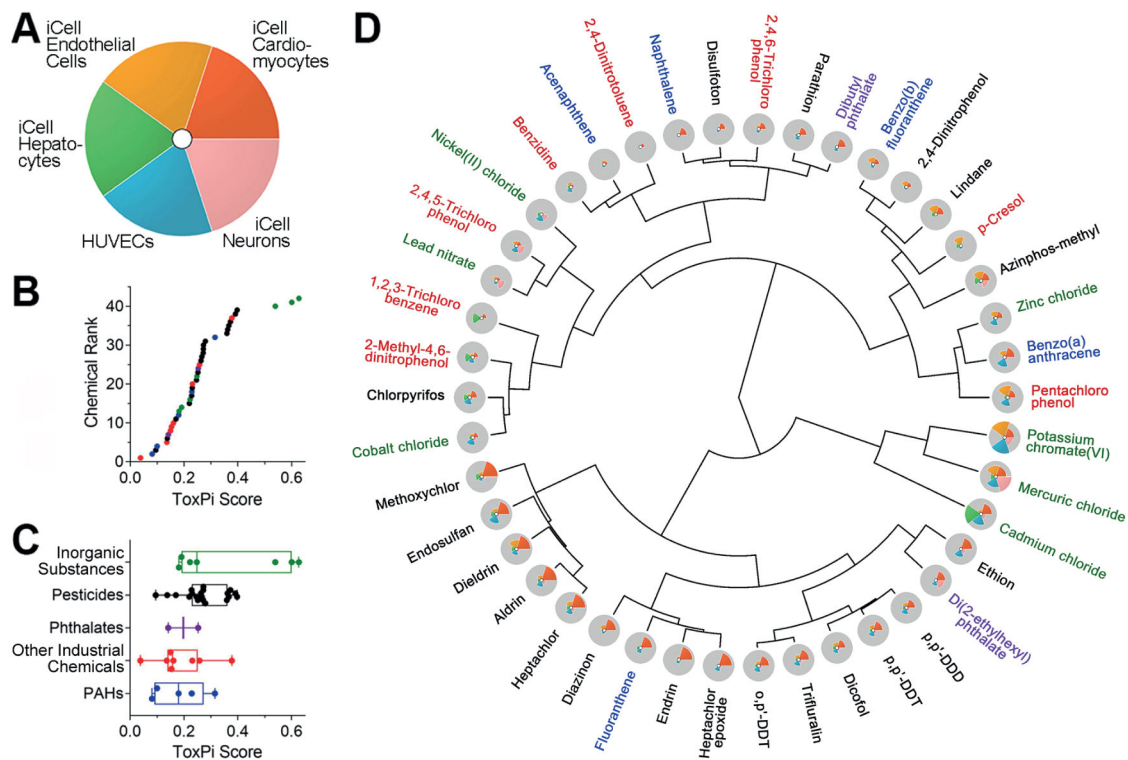 A
iCell
Endothelial
Cells
iCell
Cardio-
myocytes
iCell
Hepato-
cytes
HUVECs
iCell
Neurons
B
Chemical Rank
40
30
20
10
0
0.0
0.2
0.4
0.6
ToxPi Score
C
Inorganic
Substances
Pesticides
Phthalates
Other Industrial
Chemicals
PAHs
0.0
0.2
0.4
0.6
ToxPi Score
D
Cobalt chloride
Chlorpyrifos
2-Methyl-4,6-
dinitrophenol
1,2,3-Trichloro
benzene
Lead nitrate
2,4,5-Trichloro
phenol
Nickel(II) chloride
Benzidine
Acenaphthene
2,4-Dinitrotoluene
Naphthalene
Disulfoton
2,4,6-Trichloro
phenol
Parathion
Dibutyl
phthalate
Benzo(b)
fluoranthene
2,4-Dinitrophenol
Lindane
p-Cresol
Azinphos-methyl
Zinc chloride
Benzo(a)
anthracene
Pentachloro
phenol
Potassium
chromate(VI)
Mercuric chloride
Cadmium chloride
Ethion
Di(2-ethylhexyl)
phthalate
p,p'-DDD
p,p'-DDT
Dicofol
Trifluralin
o,p'-DDT
Heptachlor
epoxide
Endrin
Fluoranthene
Diazinon
Heptachlor
Aldrin
Dieldrin
Endosulfan
Methoxychlor